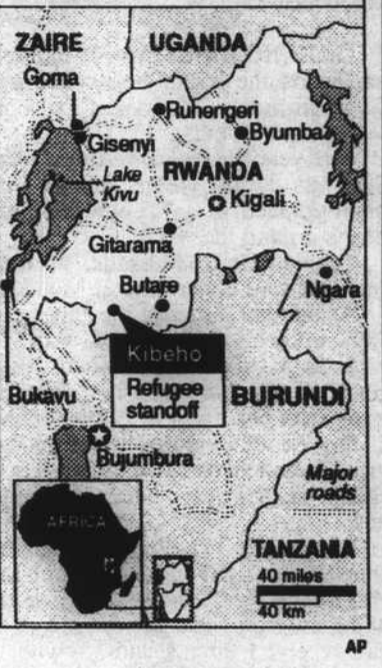 ZAIRE
UGANDA
Goma
Ruhengeri
Byumba
Gisenyi
RWANDA
Lake
Kivu
Kigali
Gitarama
Butare
Ngara
Kibeho
Refugee
standoff
Bukavu
BURUNDI
Bujumbura
Major
roads
AFRICA
TANZANIA
40 miles
40 km
AP